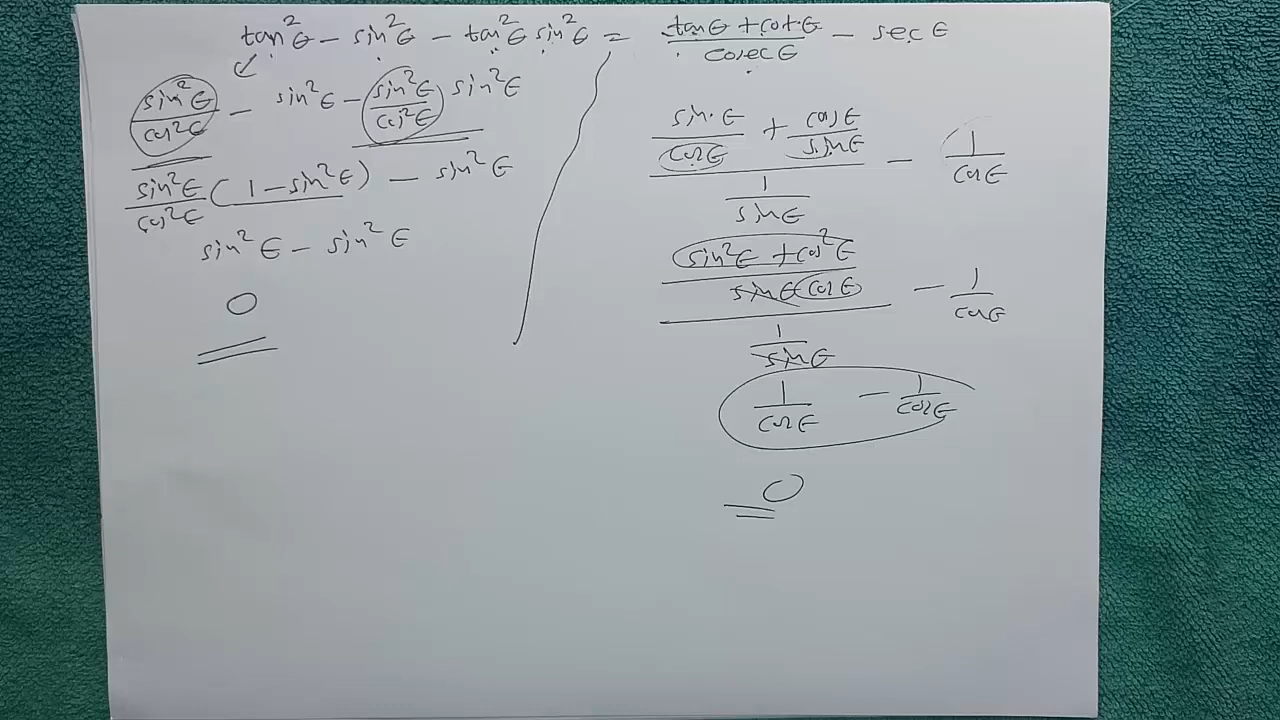 tan²θ − sin²θ − tan²θ sin²θ = (tanθ + cotθ)/cosecθ − secθ
sin²θ/cos²θ − sin²θ − sin²θ/cos²θ sin²θ
sin²θ/cos²θ (1 − sin²θ) − sin²θ
sin²θ − sin²θ
0
(sinθ/cosθ + cosθ/sinθ)/(1/sinθ) − 1/cosθ
((sin²θ + cos²θ)/(sinθ cosθ))/(1/sinθ) − 1/cosθ
1/cosθ − 1/cosθ
0